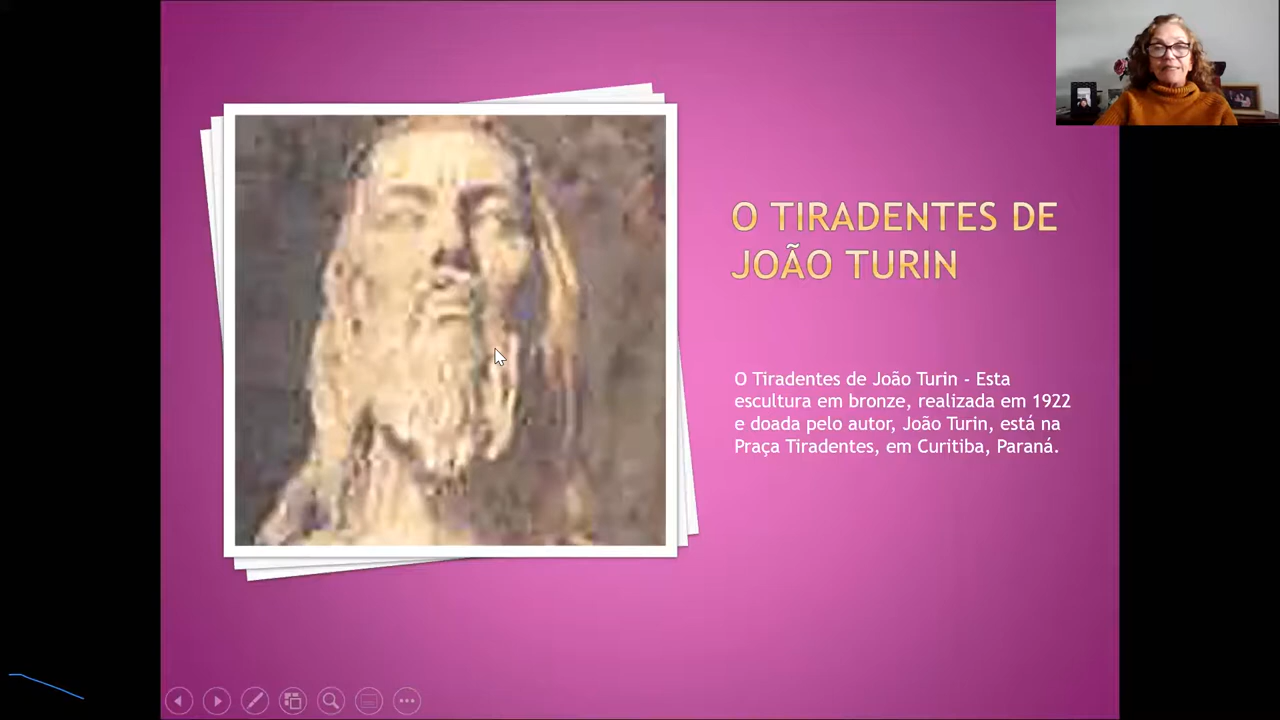 O TIRADENTES DE
JOÃO TURIN
O Tiradentes de João Turin - Esta
escultura em bronze, realizada em 1922
e doada pelo autor, João Turin, está na
Praça Tiradentes, em Curitiba, Paraná.